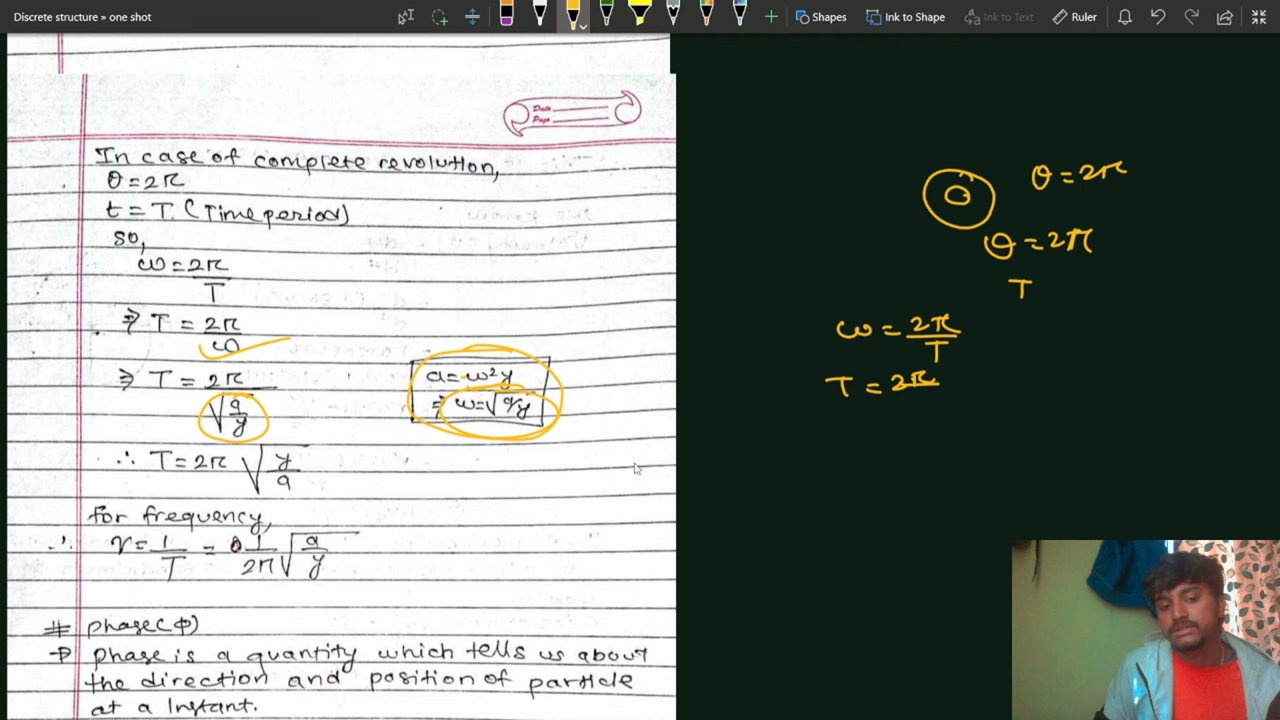 Discrete structure » one shot
Shapes
Ink to Shape
Ink to Text
Ruler
Date
Page
In case of complete revolution,
θ = 2π
t = T. (Time period)
so,
ω = 2π/T
⇒ T = 2π/ω
⇒ T = 2π/√(a/y)
a = ω²y
⇒ ω = √a/y
∴ T = 2π √(y/a)
for frequency,
∴ ν = 1/T = 1/2π √(a/y)
# phase(φ)
⇒ phase is a quantity which tells us about
the direction and position of particle
at a Instant.
θ = 2π
θ = 2π
T
ω = 2π/T
T = 2π